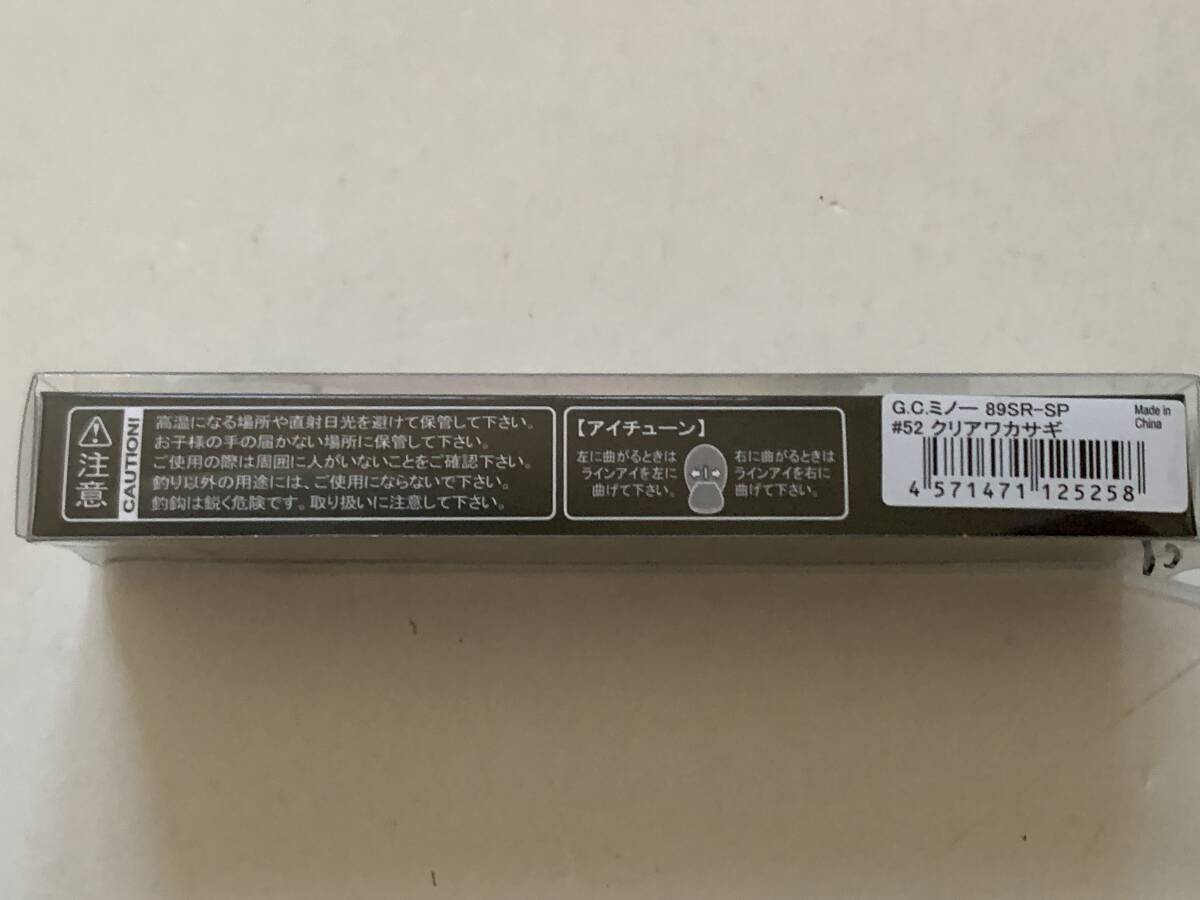 注意
CAUTION!
高温になる場所や直射日光を避けて保管して下さい。
お子様の手の届かない場所に保管して下さい。
ご使用の際は周囲に人がいないことをご確認下さい。
釣り以外の用途には、ご使用にならないで下さい。
釣鈎は鋭く危険です。取り扱いに注意して下さい。
【アイチューン】
左に曲がるときは
ラインアイを左に
曲げて下さい。
右に曲がるときは
ラインアイを右に
曲げて下さい。
G.C.ミノー 89SR-SP
#52 クリアワカサギ
Made in
China
4 571471 125258